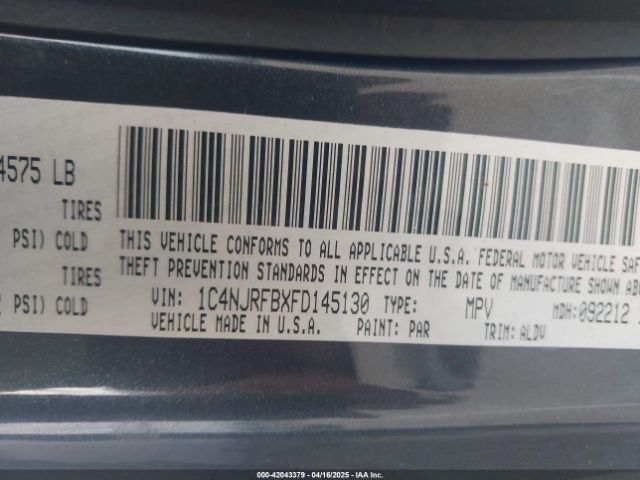 4575 LB
TIRES
PSI) COLD
TIRES
PSI) COLD
THIS VEHICLE CONFORMS TO ALL APPLICABLE U.S.A. FEDERAL MOTOR VEHICLE SAF
THEFT PREVENTION STANDARDS IN EFFECT ON THE DATE OF MANUFACTURE SHOWN ABO
VIN: 1C4NJRFBXFD145130 TYPE: MPV MDH:092212
VEHICLE MADE IN U.S.A. PAINT: PAR TRIM: ALDV
000-42043379 - 04/16/2025 - IAA Inc.